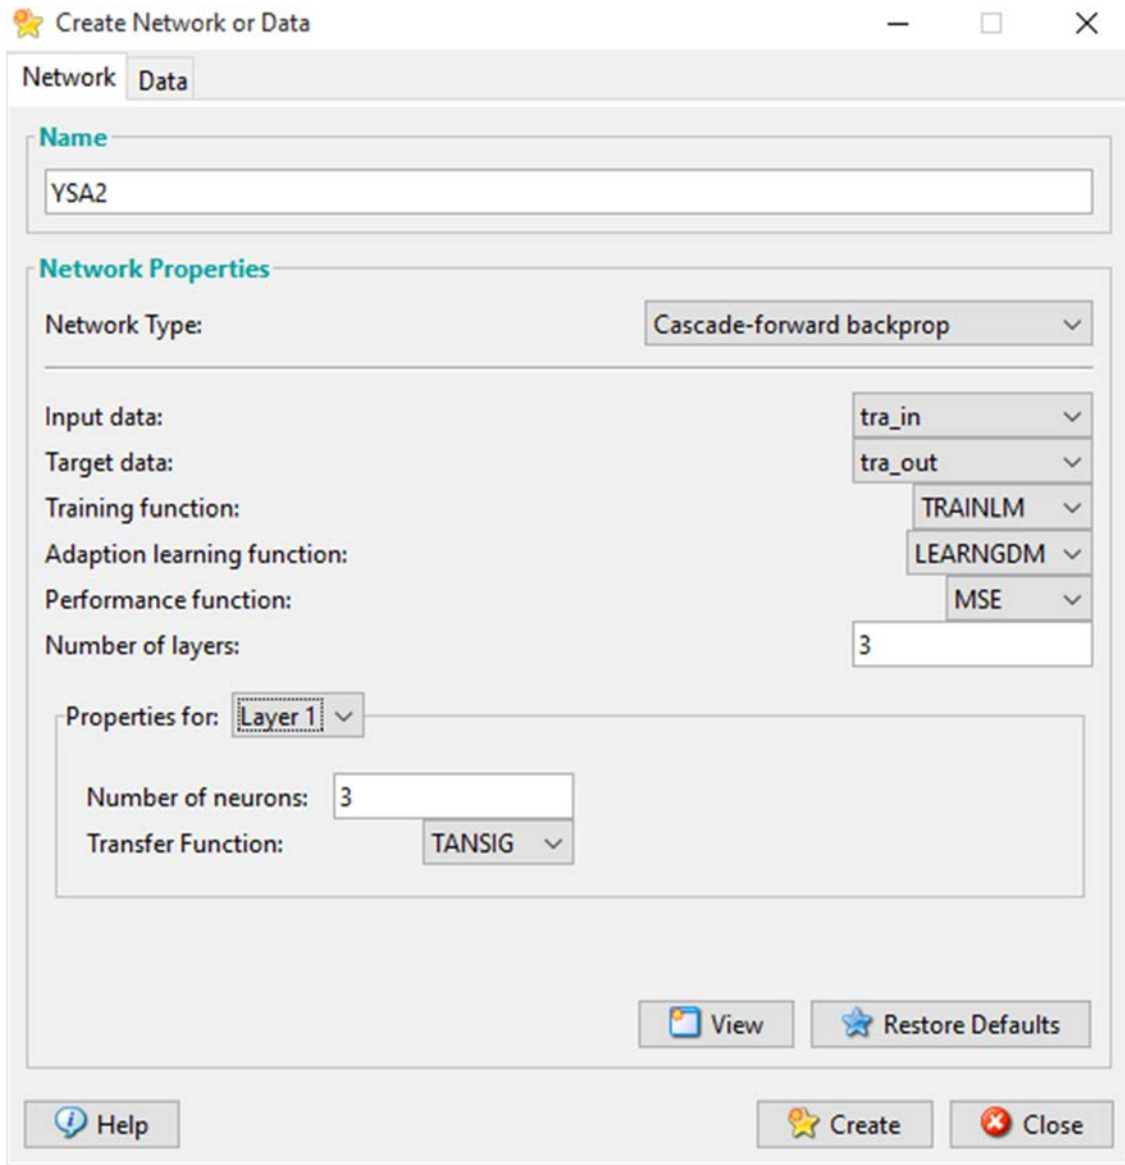 Create Network or Data
Network Data
Name
YSA2
Network Properties
Network Type: Cascade-forward backprop
Input data: tra_in
Target data: tra_out
Training function: TRAINLM
Adaption learning function: LEARNGDM
Performance function: MSE
Number of layers: 3
Properties for: Layer 1
Number of neurons: 3
Transfer Function: TANSIG
View Restore Defaults
Help Create Close